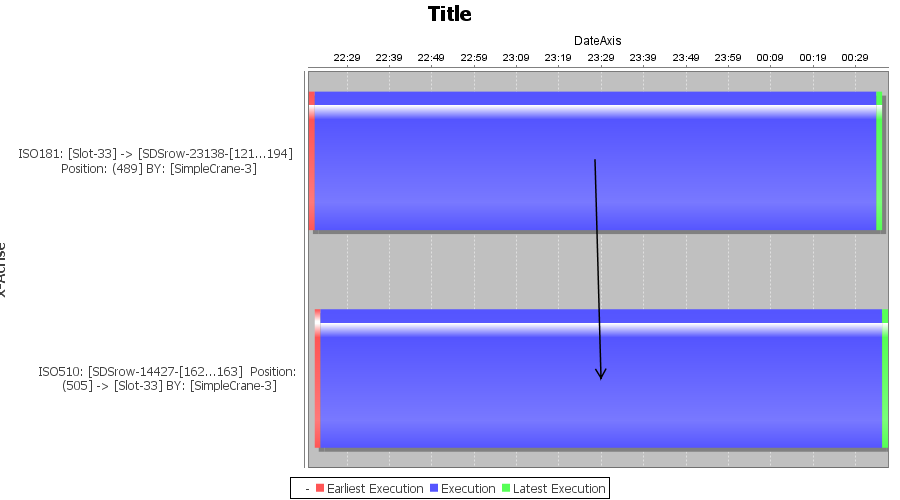 Title
DateAxis
22:29 22:39 22:49 22:59 23:09 23:19 23:29 23:39 23:49 23:59 00:09 00:19 00:29
ISO181: [Slot-33] -> [SDSrow-23138-[121...194]
Position: (489] BY: [SimpleCrane-3]
ISO510: [SDSrow-14427-[162...163] Position:
(505] -> [Slot-33] BY: [SimpleCrane-3]
- Earliest Execution Execution Latest Execution